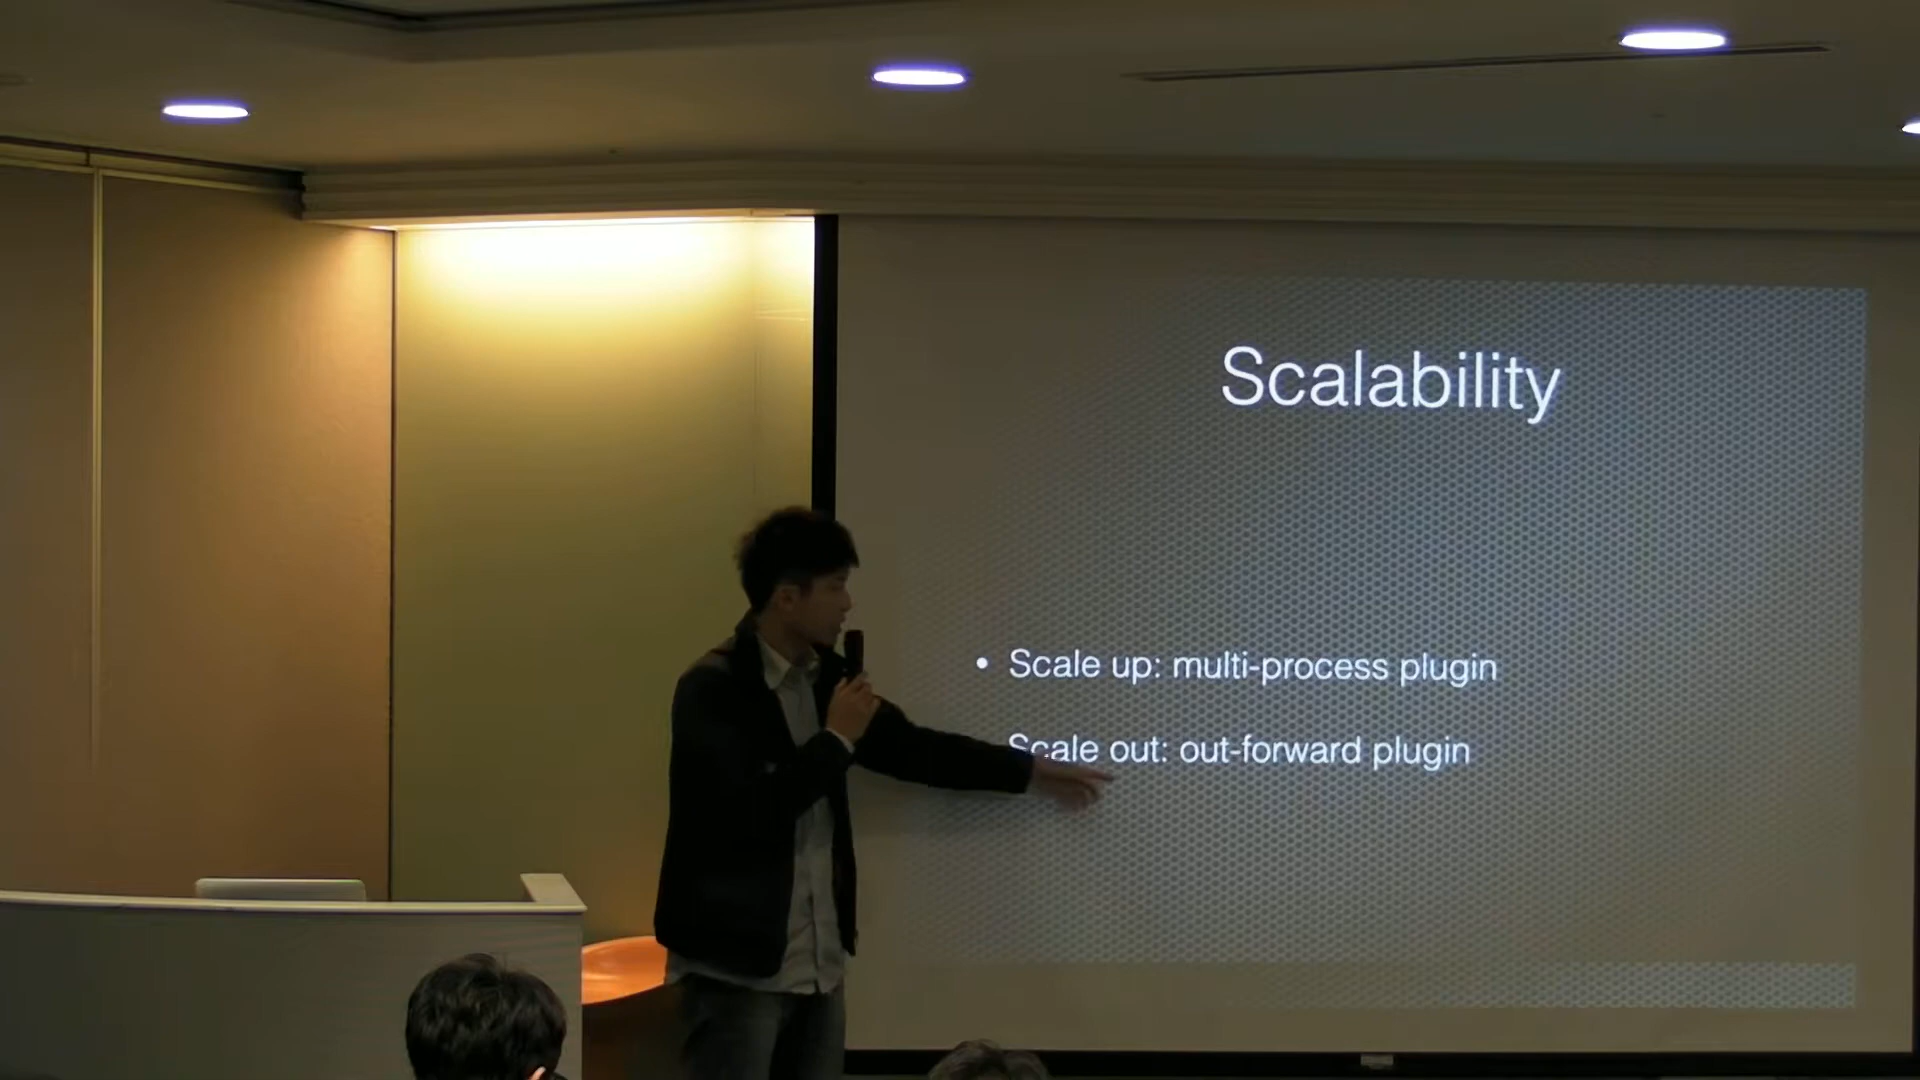 Scalability
• Scale up: multi-process plugin
Scale out: out-forward plugin